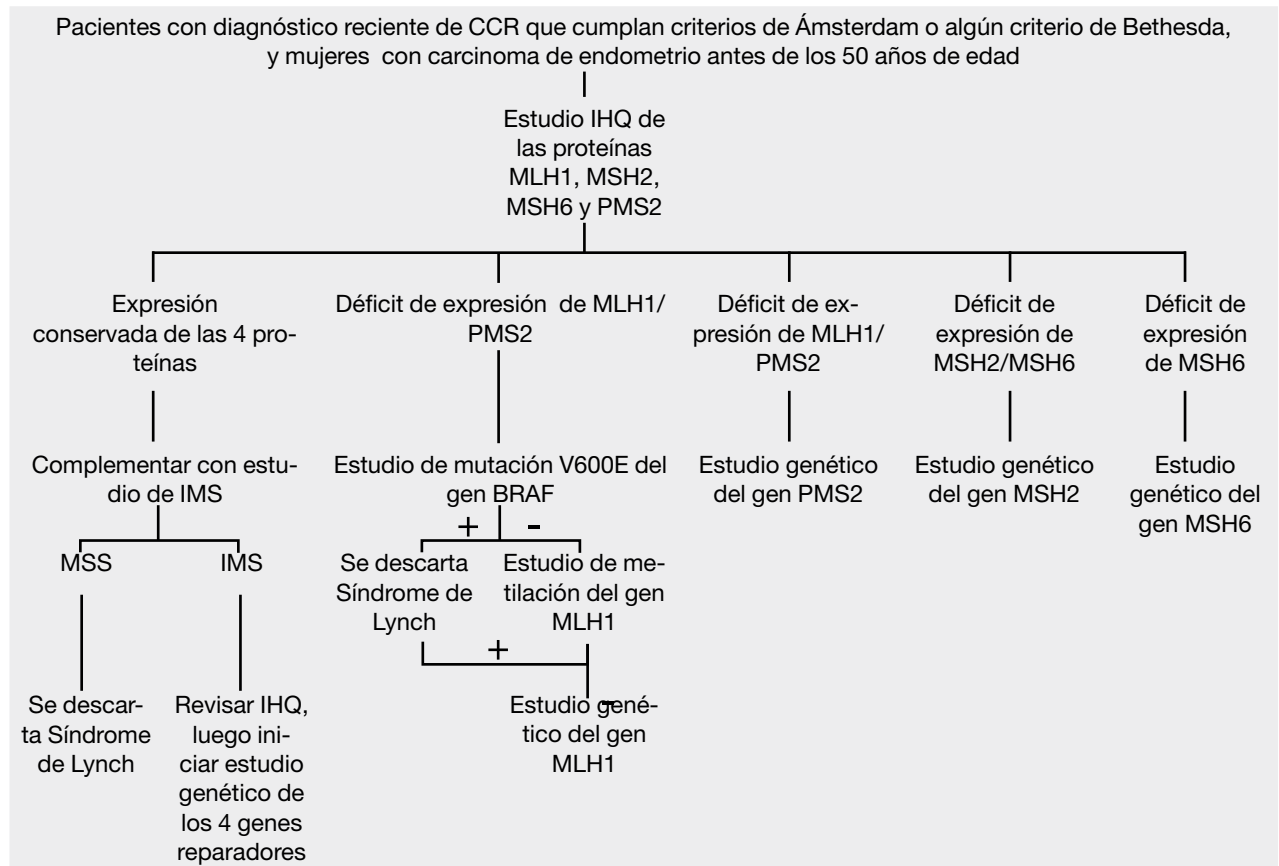 Pacientes con diagnóstico reciente de CCR que cumplan criterios de Ámsterdam o algún criterio de Bethesda,
y mujeres con carcinoma de endometrio antes de los 50 años de edad
Estudio IHQ de
las proteínas
MLH1, MSH2,
MSH6 y PMS2
Expresión
conservada de las 4 pro-
teínas
Déficit de expresión de MLH1/
PMS2
Déficit de ex-
presión de MLH1/
PMS2
Déficit de
expresión de
MSH2/MSH6
Déficit de
expresión
de MSH6
Complementar con estu-
dio de IMS
Estudio de mutación V600E del
gen BRAF
Estudio genético
del gen PMS2
Estudio genético
del gen MSH2
Estudio
genético del
gen MSH6
+ -
MSS
IMS
Se descarta
Síndrome de
Lynch
Estudio de me-
tilación del gen
MLH1
+
-
Se descar-
ta Síndrome
de Lynch
Revisar IHQ,
luego ini-
ciar estudio
genético de
los 4 genes
reparadores
Estudio gené-
tico del gen
MLH1